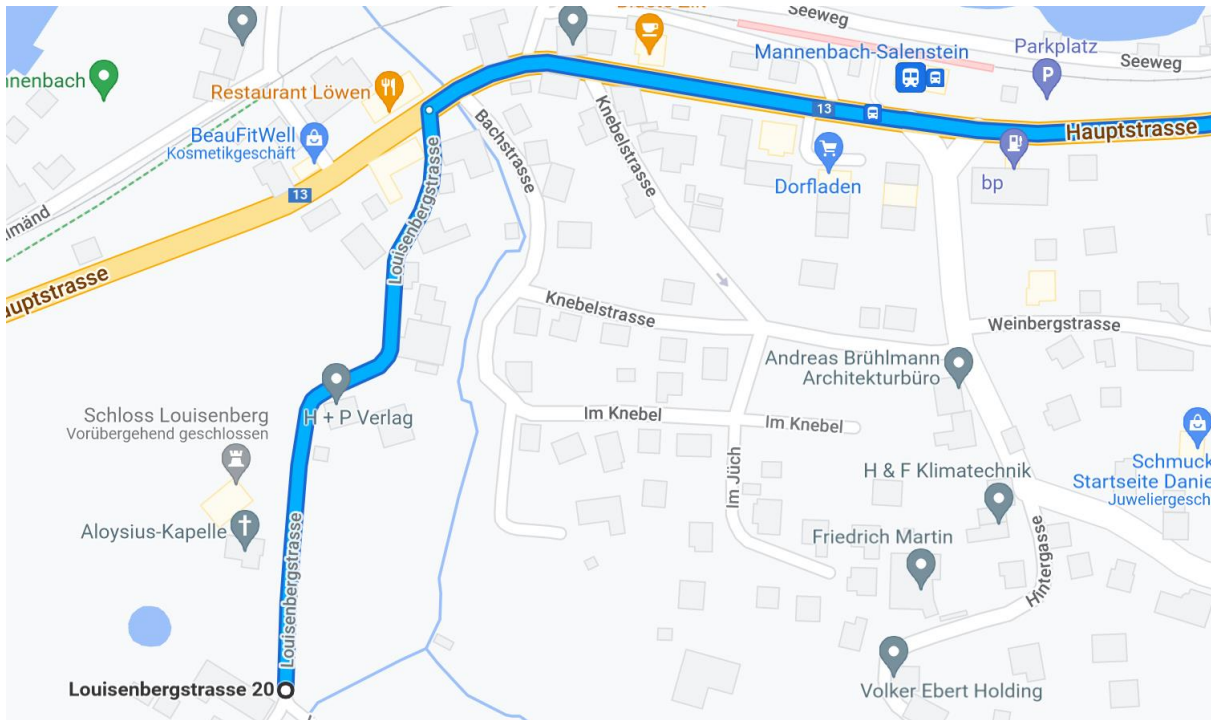 Seeweg
Mannenbach-Salenstein
Parkplatz
P
Seeweg
nnenbach
Restaurant Löwen
13
Hauptstrasse
BeauFitWell
Kosmetikgeschäft
Bachstrasse
Knebelstrasse
Dorfladen
bp
13
Louisenbergstrasse
auptstrasse
Knebelstrasse
Weinbergstrasse
Andreas Brühlmann
Architekturbüro
H + P Verlag
Schloss Louisenberg
Vorübergehend geschlossen
Im Knebel
Im Knebel
Schmuck
Startseite Danie
Juweliergesch
H & F Klimatechnik
Im Jüch
Aloysius-Kapelle
Louisenbergstrasse
Friedrich Martin
Hintergasse
Louisenbergstrasse 20
Volker Ebert Holding